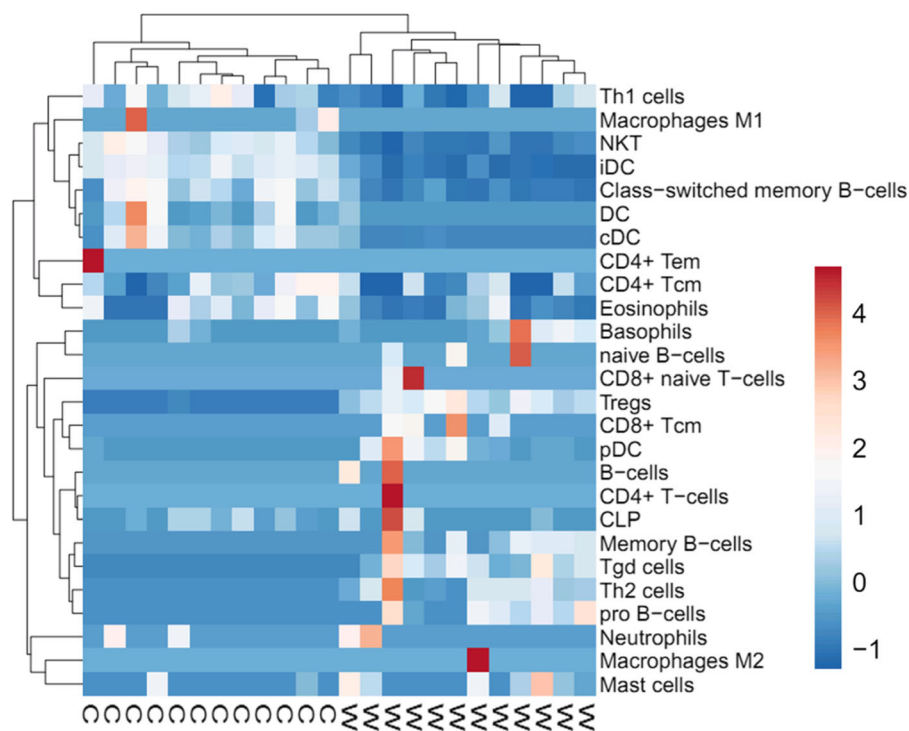 Th1 cells
Macrophages M1
NKT
iDC
Class−switched memory B−cells
DC
cDC
CD4+ Tem
CD4+ Tcm
Eosinophils
Basophils
naive B−cells
CD8+ naive T−cells
Tregs
CD8+ Tcm
pDC
B−cells
CD4+ T−cells
CLP
Memory B−cells
Tgd cells
Th2 cells
pro B−cells
Neutrophils
Macrophages M2
Mast cells
4
3
2
1
0
−1
C C C C C C C C C C C C W W W W W W W W W W W W